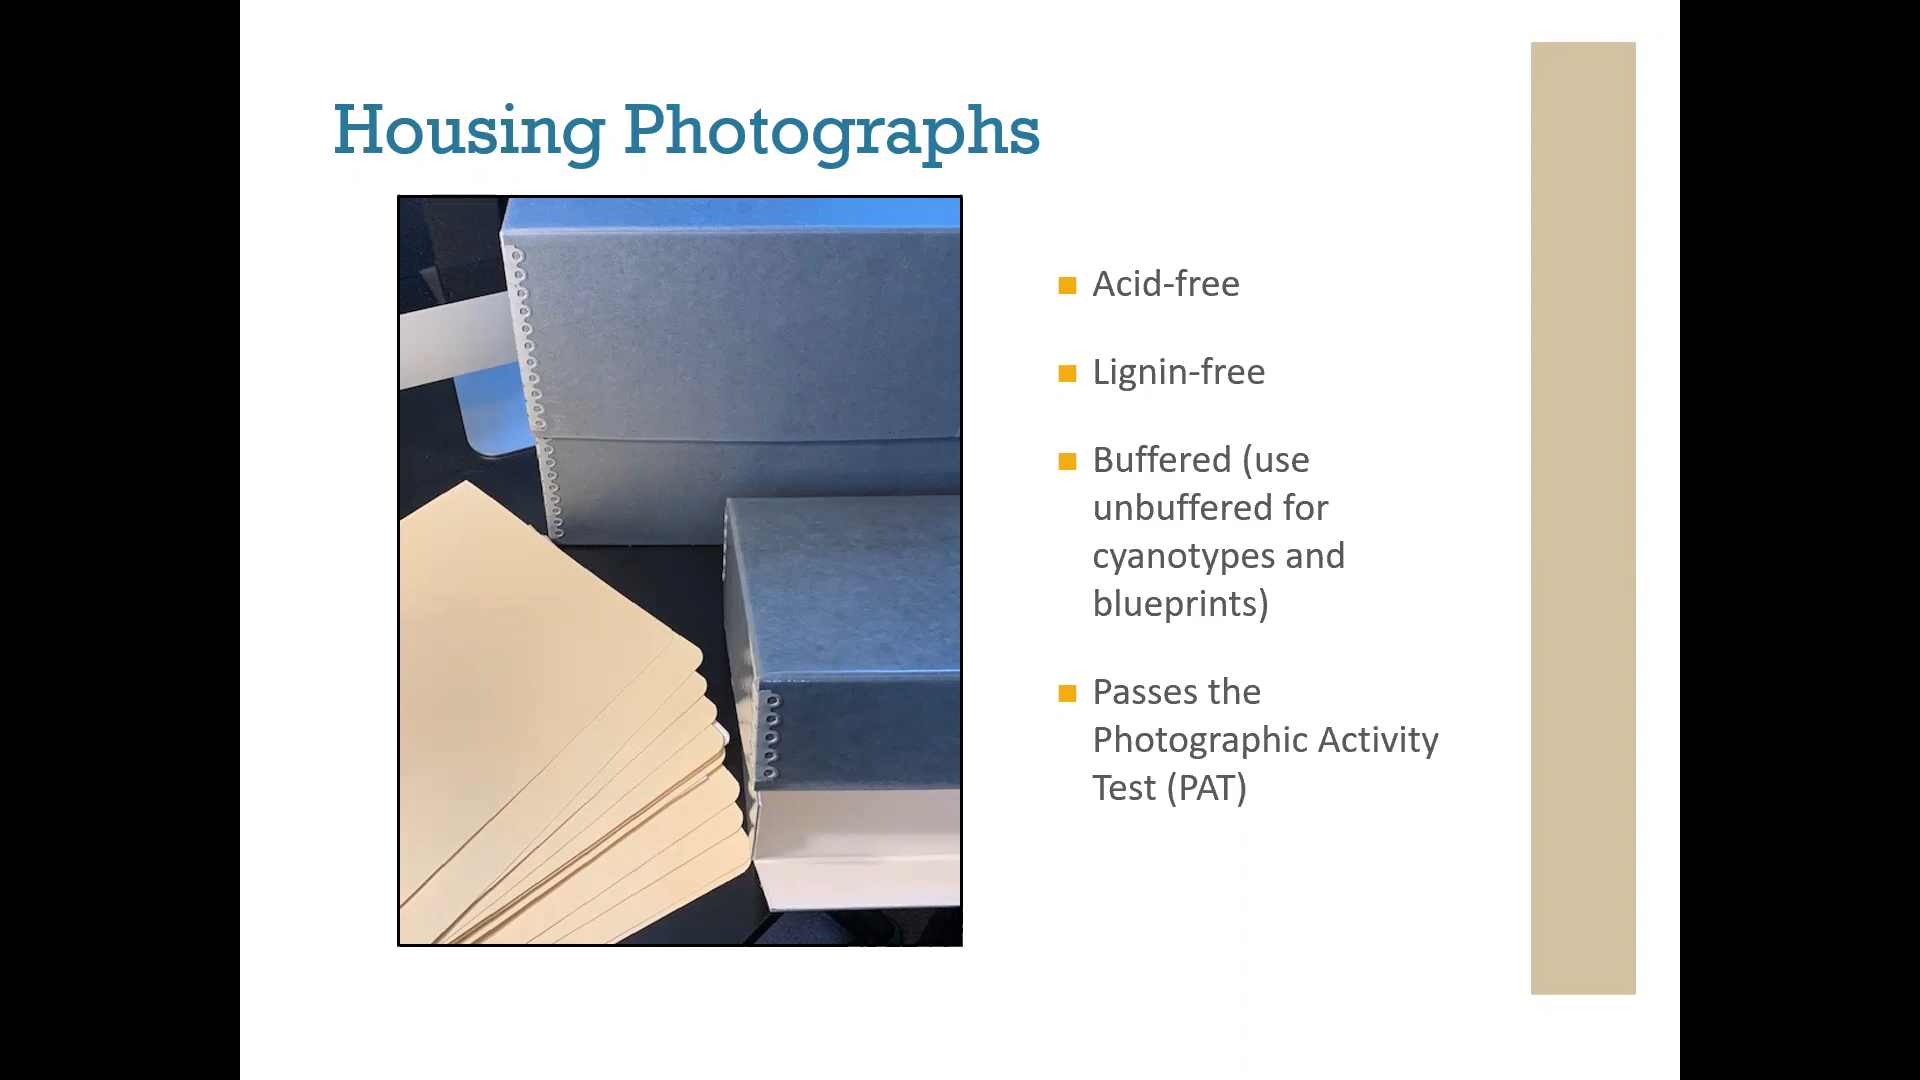 Housing Photographs
Acid-free
Lignin-free
Buffered (use
unbuffered for
cyanotypes and
blueprints)
Passes the
Photographic Activity
Test (PAT)